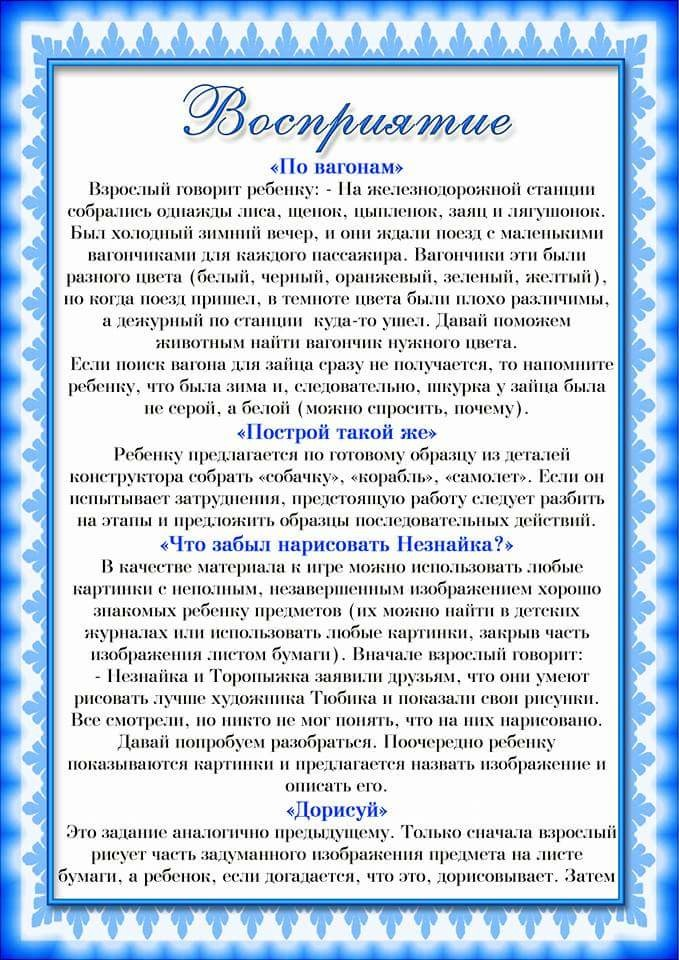 Восприятие
«По вагонам»
Взрослый говорит ребенку: - На железнодорожной станции
собрались однажды лиса, щенок, цыпленок, заяц и лягушонок.
Был холодный зимний вечер, и они ждали поезд с маленькими
вагончиками для каждого пассажира. Вагончики эти были
разного цвета (белый, черный, оранжевый, зеленый, желтый),
но когда поезд пришел, в темноте цвета были плохо различимы,
а дежурный по станции куда-то ушел. Давай поможем
животным найти вагончик нужного цвета.
Если поиск вагона для зайца сразу не получается, то напомните
ребенку, что была зима и, следовательно, шкурка у зайца была
не серой, а белой (можно спросить, почему).
«Построй такой же»
Ребенку предлагается по готовому образцу из деталей
конструктора собрать «собачку», «корабль», «самолет». Если он
испытывает затруднения, предстоящую работу следует разбить
на этапы и предложить образцы последовательных действий.
«Что забыл нарисовать Незнайка?»
В качестве материала к игре можно использовать любые
картинки с неполным, незавершенным изображением хорошо
знакомых ребенку предметов (их можно найти в детских
журналах или использовать любые картинки, закрыв часть
изображения листом бумаги). Вначале взрослый говорит:
- Незнайка и Торопыжка заявили друзьям, что они умеют
рисовать лучше художника Тюбика и показали свои рисунки.
Все смотрели, но никто не мог понять, что на них нарисовано.
Давай попробуем разобраться. Поочередно ребенку
показываются картинки и предлагается назвать изображение и
описать его.
«Дорисуй»
Это задание аналогично предыдущему. Только сначала взрослый
рисует часть задуманного изображения предмета на листе
бумаги, а ребенок, если догадается, что это, дорисовывает. Затем